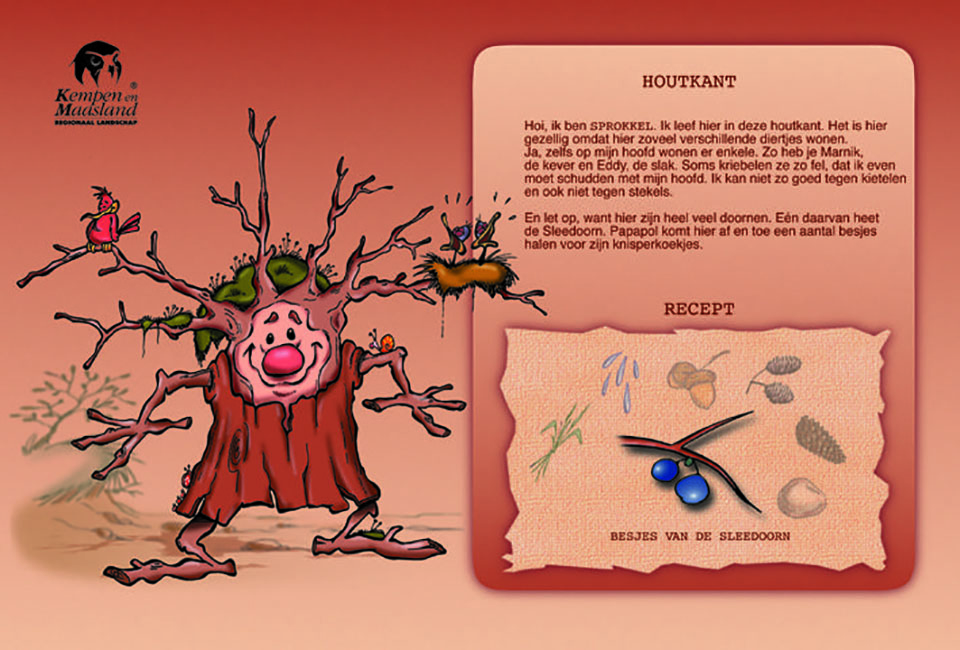 Kempen en
Maasland
REGIONAAL LANDSCHAP
HOUTKANT
Hoi, ik ben SPROKKEL. Ik leef hier in deze houtkant. Het is hier
gezellig omdat hier zoveel verschillende diertjes wonen.
Ja, zelfs op mijn hoofd wonen er enkele. Zo heb je Marnik,
de kever en Eddy, de slak. Soms kriebelen ze zo fel, dat ik even
moet schudden met mijn hoofd. Ik kan niet zo goed tegen kietelen
en ook niet tegen stekels.
En let op, want hier zijn heel veel doornen. Eén daarvan heet
de Sleedoorn. Papapol komt hier af en toe een aantal besjes
halen voor zijn knisperkoekjes.
RECEPT
BESJES VAN DE SLEEDOORN